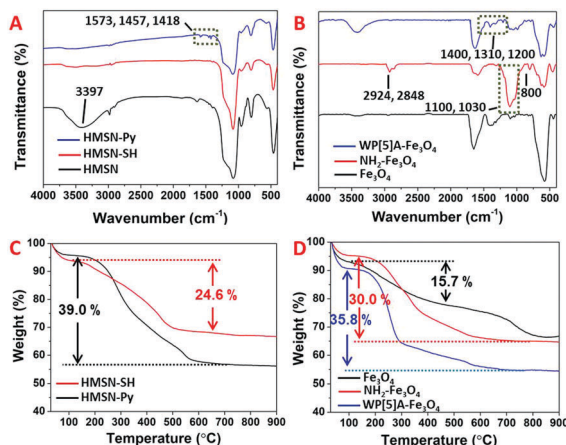 A
1573, 1457, 1418
3397
HMSN-Py
HMSN-SH
HMSN
Transmittance (%)
4000 3500 3000 2500 2000 1500 1000 500
Wavenumber (cm⁻¹)
B
1400, 1310, 1200
2924, 2848
800
1100, 1030
WP[5]A-Fe₃O₄
NH₂-Fe₃O₄
Fe₃O₄
Transmittance (%)
4000 3500 3000 2500 2000 1500 1000 500
Wavenumber (cm⁻¹)
C
100
90
80
70
60
50
40
Weight (%)
39.0 %
24.6 %
HMSN-SH
HMSN-Py
100 200 300 400 500 600 700 800 900
Temperature (°C)
D
100
90
80
70
60
50
40
Weight (%)
15.7 %
30.0 %
35.8 %
Fe₃O₄
NH₂-Fe₃O₄
WP[5]A-Fe₃O₄
100 200 300 400 500 600 700 800 900
Temperature (°C)